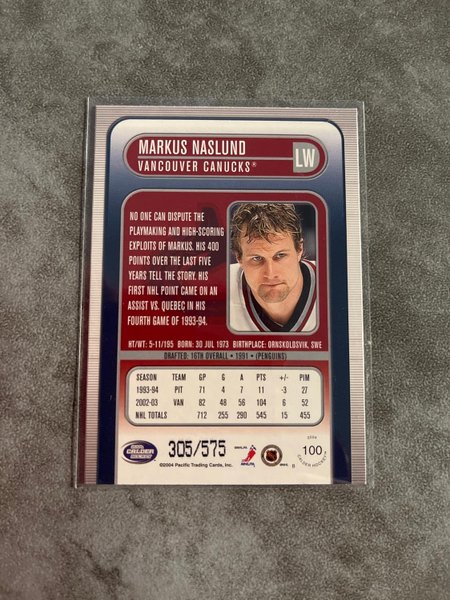 MARKUS NASLUND
LW
VANCOUVER CANUCKS®
NO ONE CAN DISPUTE THE
PLAYMAKING AND HIGH-SCORING
EXPLOITS OF MARKUS. HIS 400
POINTS OVER THE LAST FIVE
YEARS TELL THE STORY. HIS
FIRST NHL POINT CAME ON AN
ASSIST VS. QUEBEC IN HIS
FOURTH GAME OF 1993-94.
HT/WT: 5-11/195 BORN: 30 JUL 1973 BIRTHPLACE: ORNSKOLDSVIK, SWE
DRAFTED: 16TH OVERALL • 1991 • (PENGUINS)
SEASON TEAM GP G A PTS +/- PIM
1993-94 PIT 71 4 7 11 -3 27
2002-03 VAN 82 48 56 104 6 52
NHL TOTALS 712 255 290 545 15 455
CALDER
305/575
NHLPA
NHL
100
CALDER HOCKEY
©2004 Pacific Trading Cards, Inc.